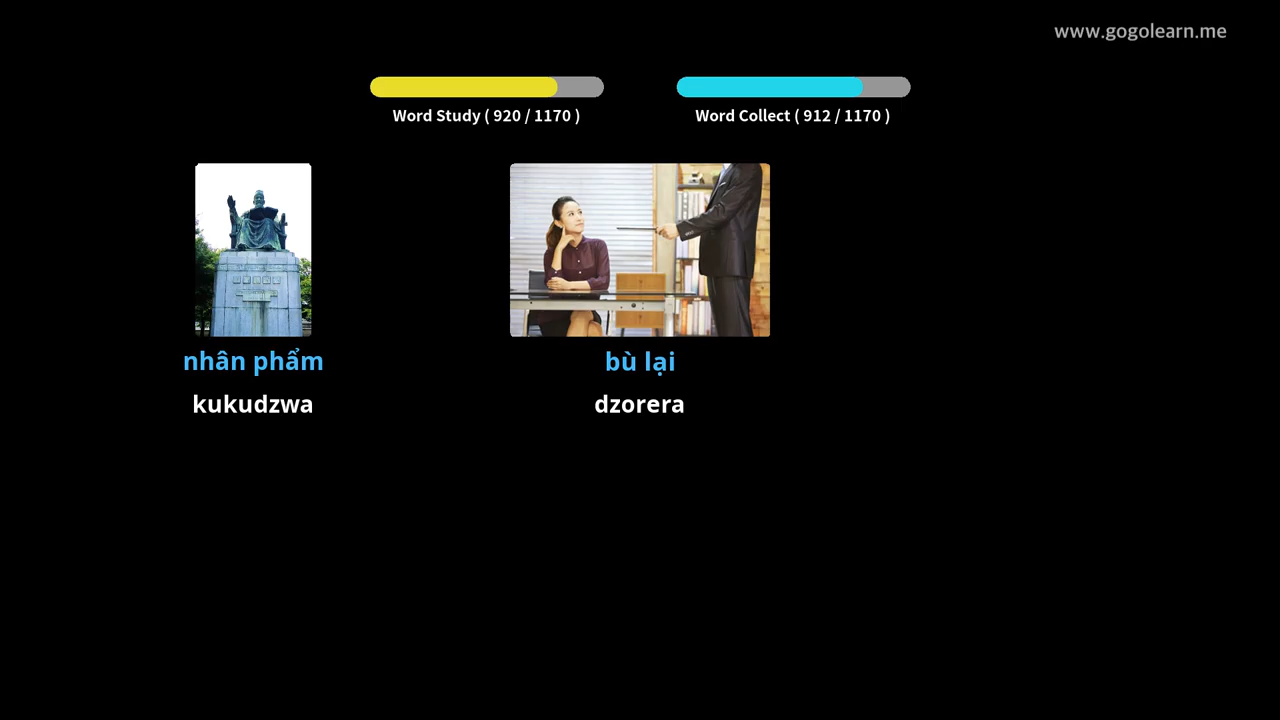 www.gogolearn.me
Word Study ( 920 / 1170 )
Word Collect ( 912 / 1170 )
nhân phẩm
kukudzwa
bù lại
dzorera